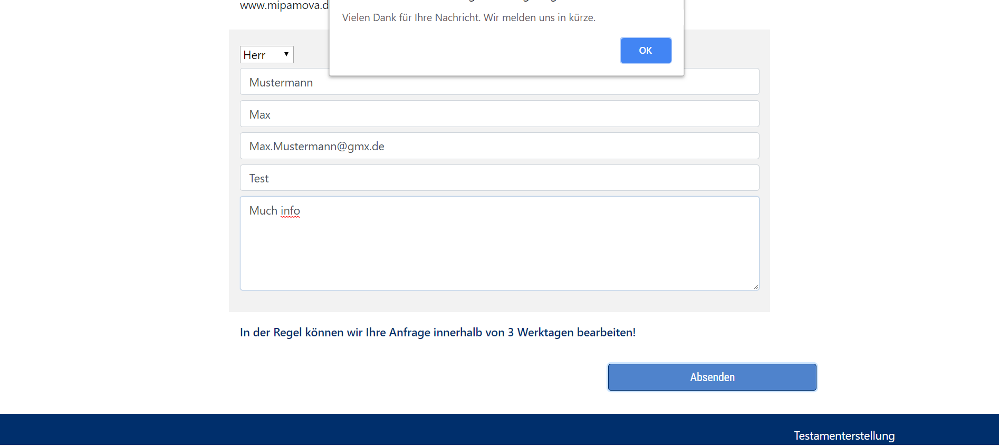 www.mipamova.d
Vielen Dank für Ihre Nachricht. Wir melden uns in kürze.
OK
Herr
Mustermann
Max
Max.Mustermann@gmx.de
Test
Much info
In der Regel können wir Ihre Anfrage innerhalb von 3 Werktagen bearbeiten!
Absenden
Testamenterstellung